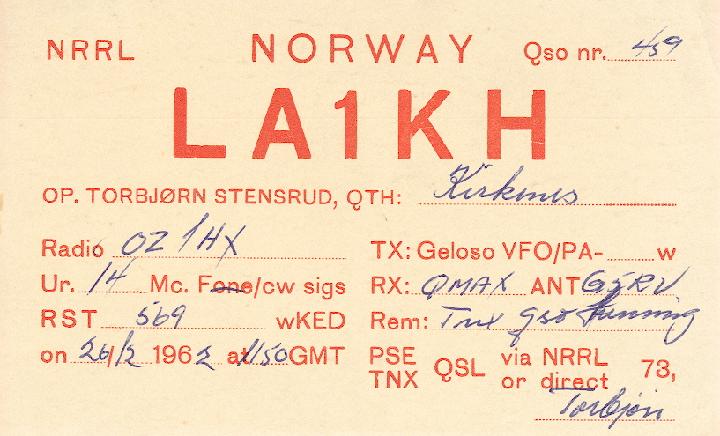 NRRL NORWAY Qso nr. 459
LA1KH
OP. TORBJØRN STENSRUD, QTH: Kirkenes
Radio OZ1HX TX: Geloso VFO/PA- w
Ur. 14 Mc. Fone/cw sigs RX: QMAX ANT G5RV
RST 569 wKED Rem: Tnx qso
on 26/2 1962 at 1150 GMT PSE TNX QSL via NRRL or direct 73,
Torbjørn